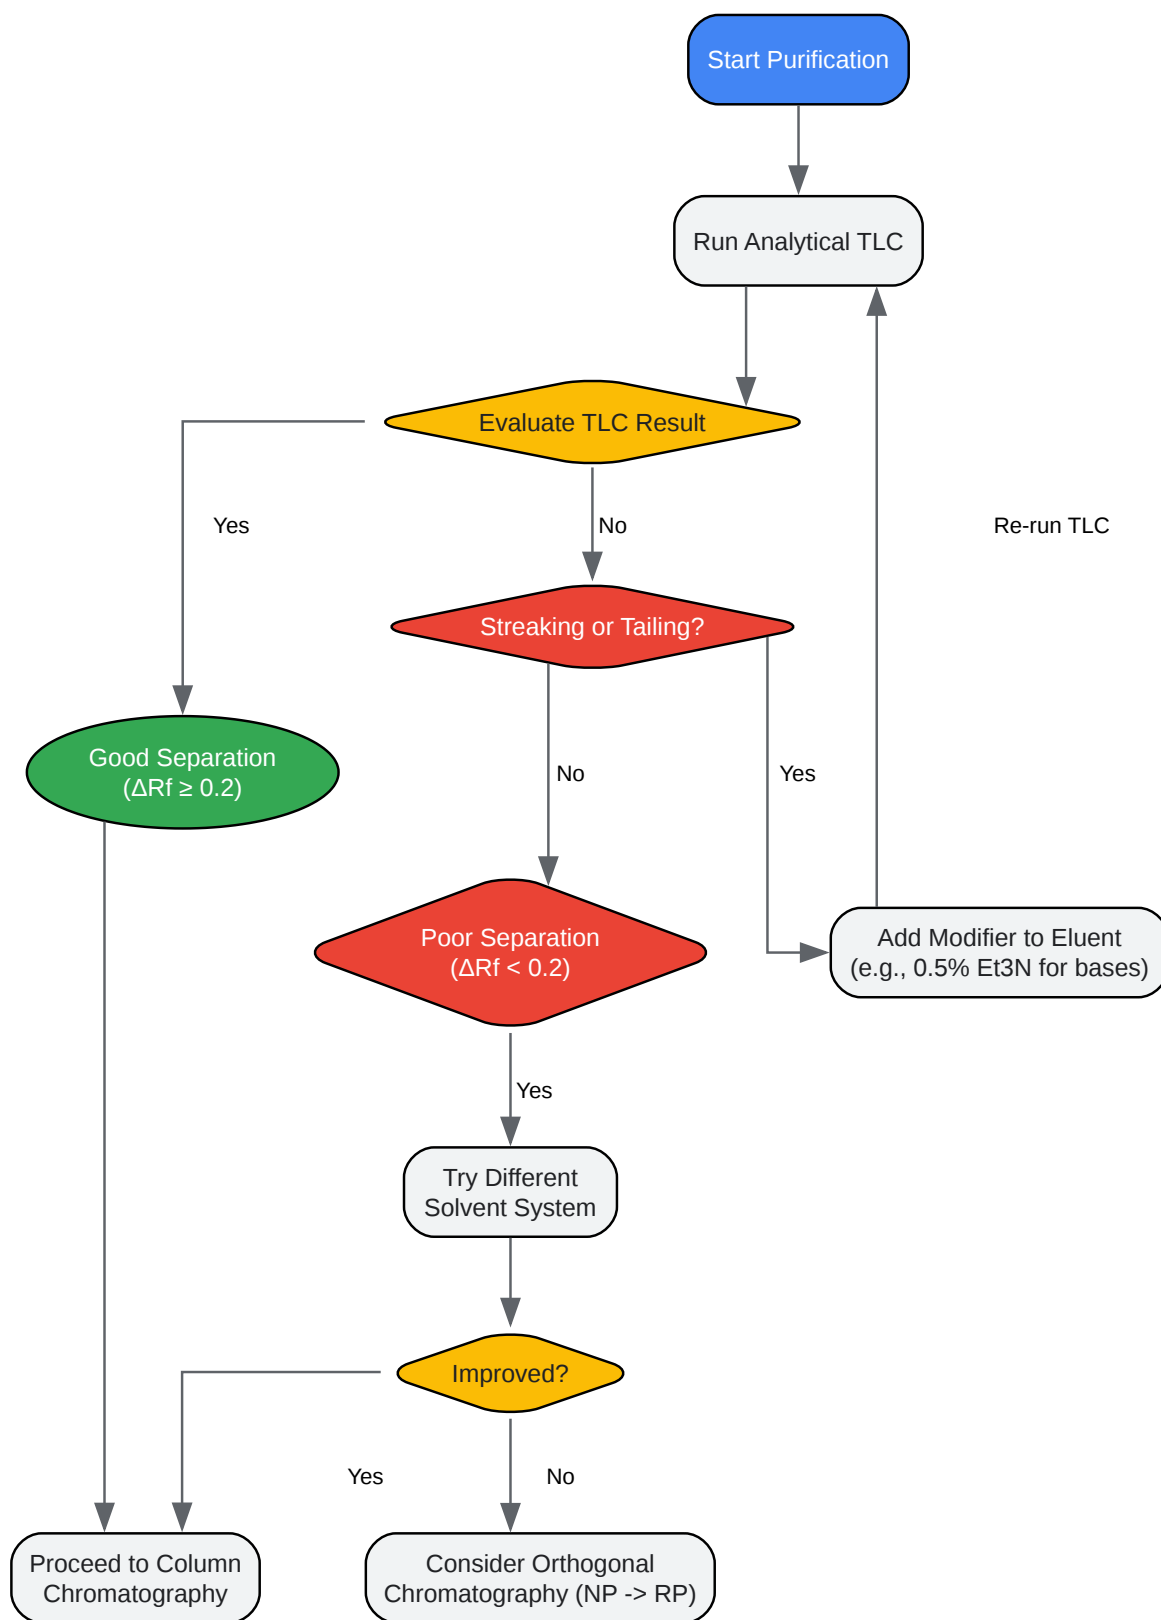 Start Purification
Run Analytical TLC
Evaluate TLC Result
Yes
No
Re-run TLC
Streaking or Tailing?
Good Separation
(ΔRf ≥ 0.2)
No
Yes
Poor Separation
(ΔRf < 0.2)
Add Modifier to Eluent
(e.g., 0.5% Et3N for bases)
Yes
Try Different
Solvent System
Improved?
Yes
No
Proceed to Column
Chromatography
Consider Orthogonal
Chromatography (NP -> RP)